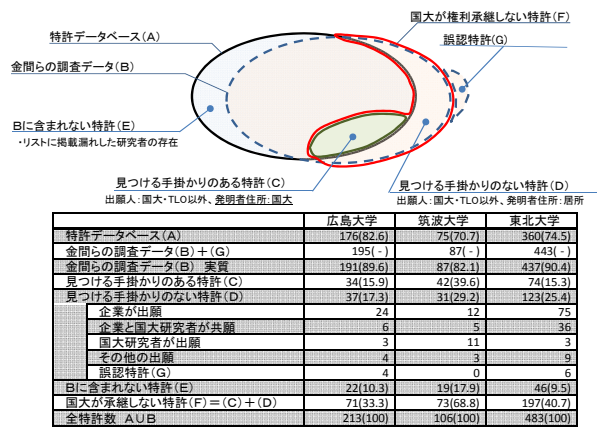 国大が権利承継しない特許(F)
特許データベース(A)
誤認特許(G)
金間らの調査データ(B)
Bに含まれない特許(E)
・リストに掲載漏れした研究者の存在
見つける手掛かりのある特許(C)
出願人:国大・TLO以外、発明者住所:国大
見つける手掛かりのない特許(D)
出願人:国大・TLO以外、発明者住所:居所
広島大学 筑波大学 東北大学
特許データベース(A) 176(82.6) 75(70.7) 360(74.5)
金間らの調査データ(B)+(G) 195(-) 87(-) 443(-)
金間らの調査データ(B) 実質 191(89.6) 87(82.1) 437(90.4)
見つける手掛かりのある特許(C) 34(15.9) 42(39.6) 74(15.3)
見つける手掛かりのない特許(D) 37(17.3) 31(29.2) 123(25.4)
企業が出願 24 12 75
企業と国大研究者が共願 6 5 36
国大研究者が出願 3 11 3
その他の出願 4 3 9
誤認特許(G) 4 0 6
Bに含まれない特許(E) 22(10.3) 19(17.9) 46(9.5)
国大が承継しない特許(F)=(C)+(D) 71(33.3) 73(68.8) 197(40.7)
全特許数 A∪B 213(100) 106(100) 483(100)